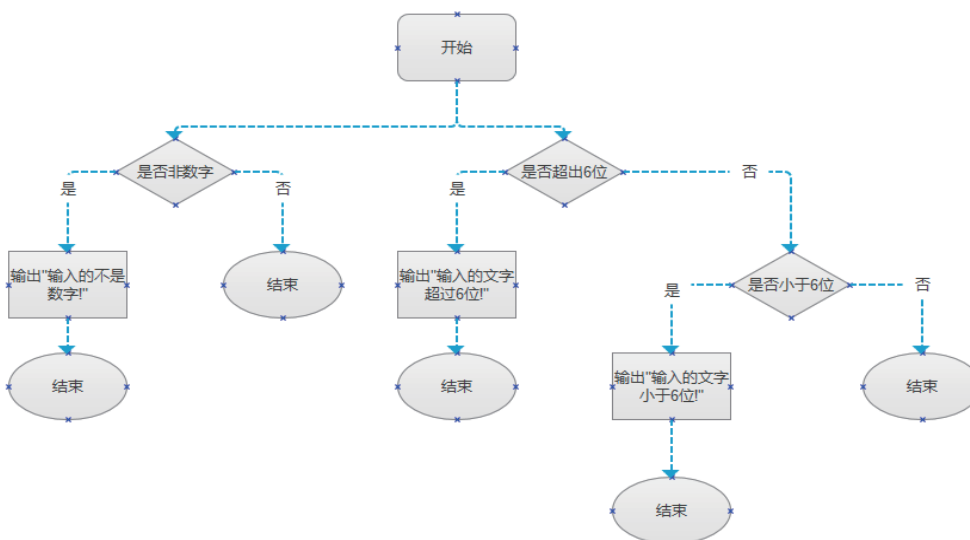 开始
是否非数字
是否超出6位
是
否
是
否
输出"输入的不是
数字!"
结束
输出"输入的文字
超过6位!"
是否小于6位
是
否
结束
结束
输出"输入的文字
小于6位!"
结束
结束